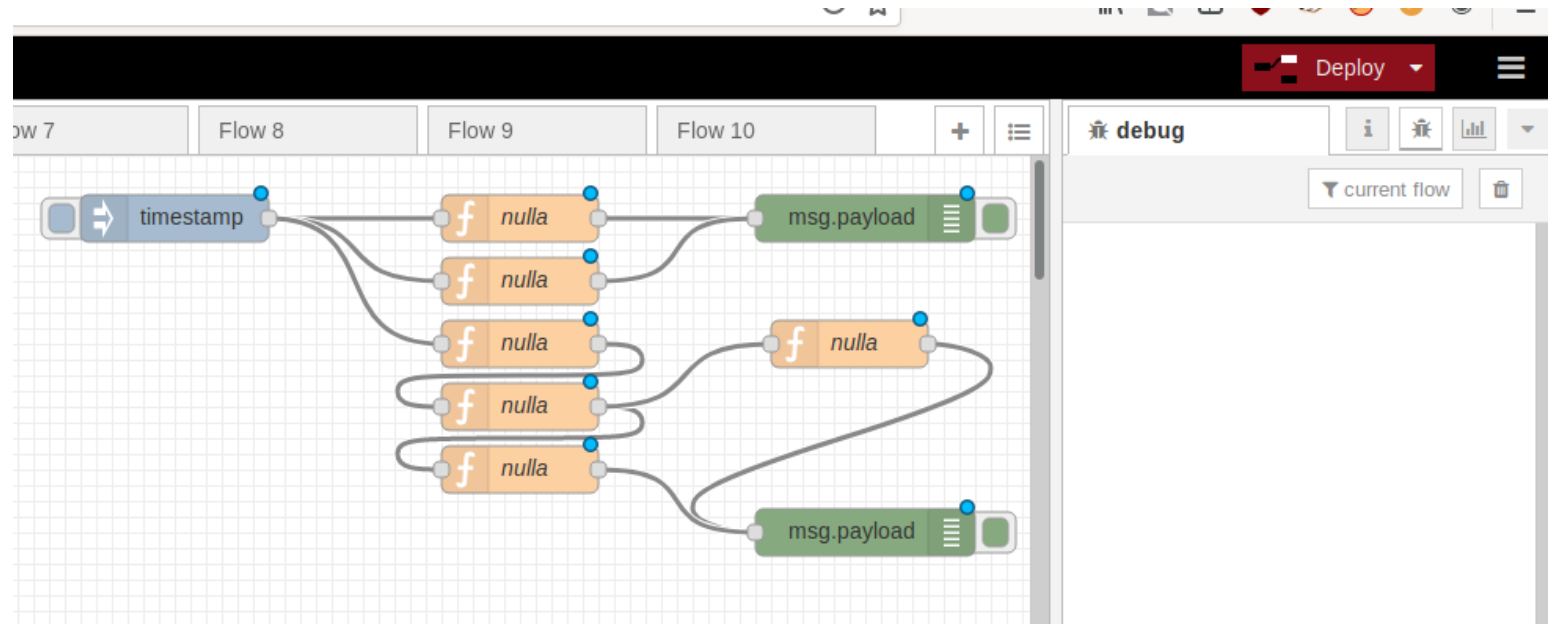 Deploy
ow 7
Flow 8
Flow 9
Flow 10
debug
current flow
timestamp
nulla
msg.payload
nulla
nulla
nulla
nulla
nulla
msg.payload